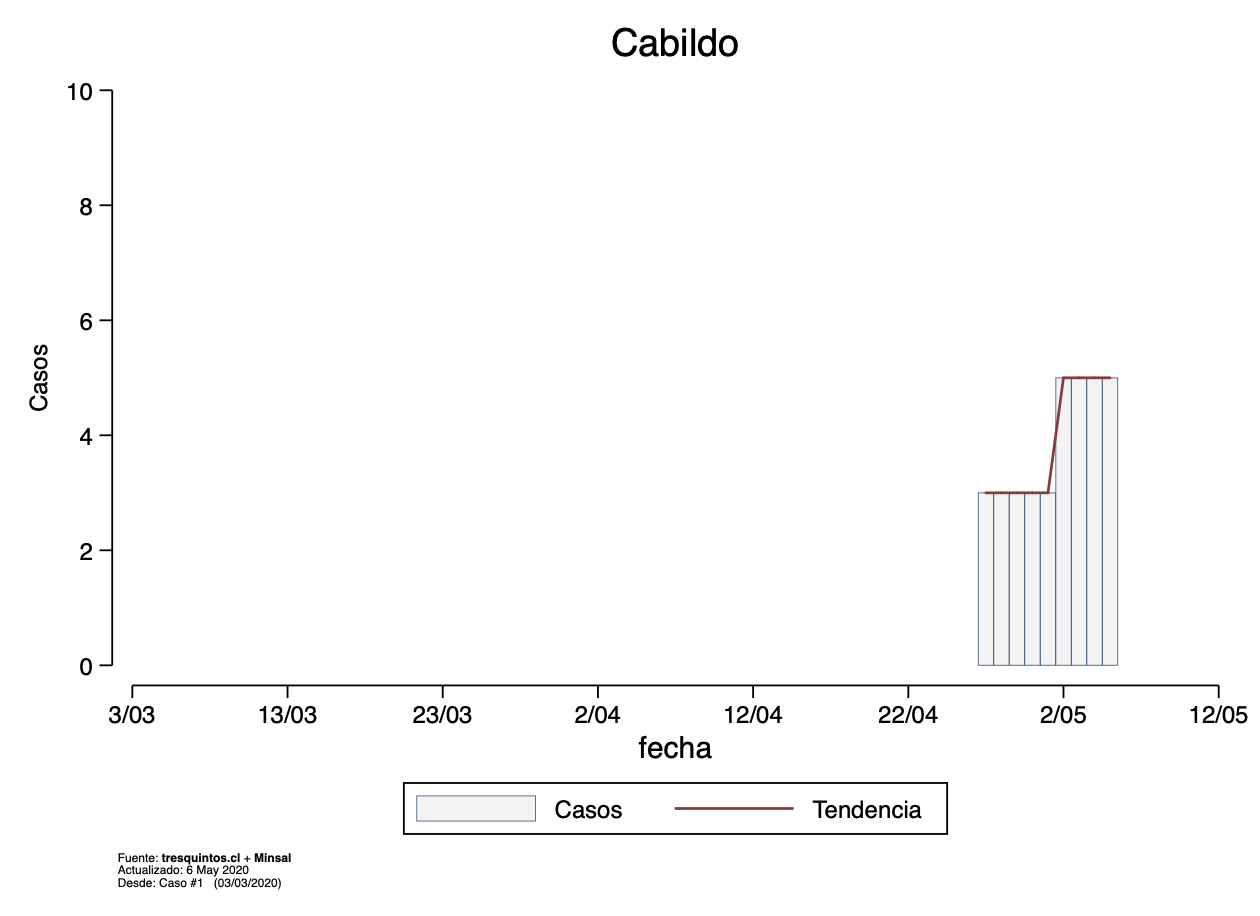 Cabildo
10
8
6
4
2
0
Casos
3/03 13/03 23/03 2/04 12/04 22/04 2/05 12/05
fecha
Casos Tendencia
Fuente: tresquintos.cl + Minsal
Actualizado: 6 May 2020
Desde: Caso #1 (03/03/2020)